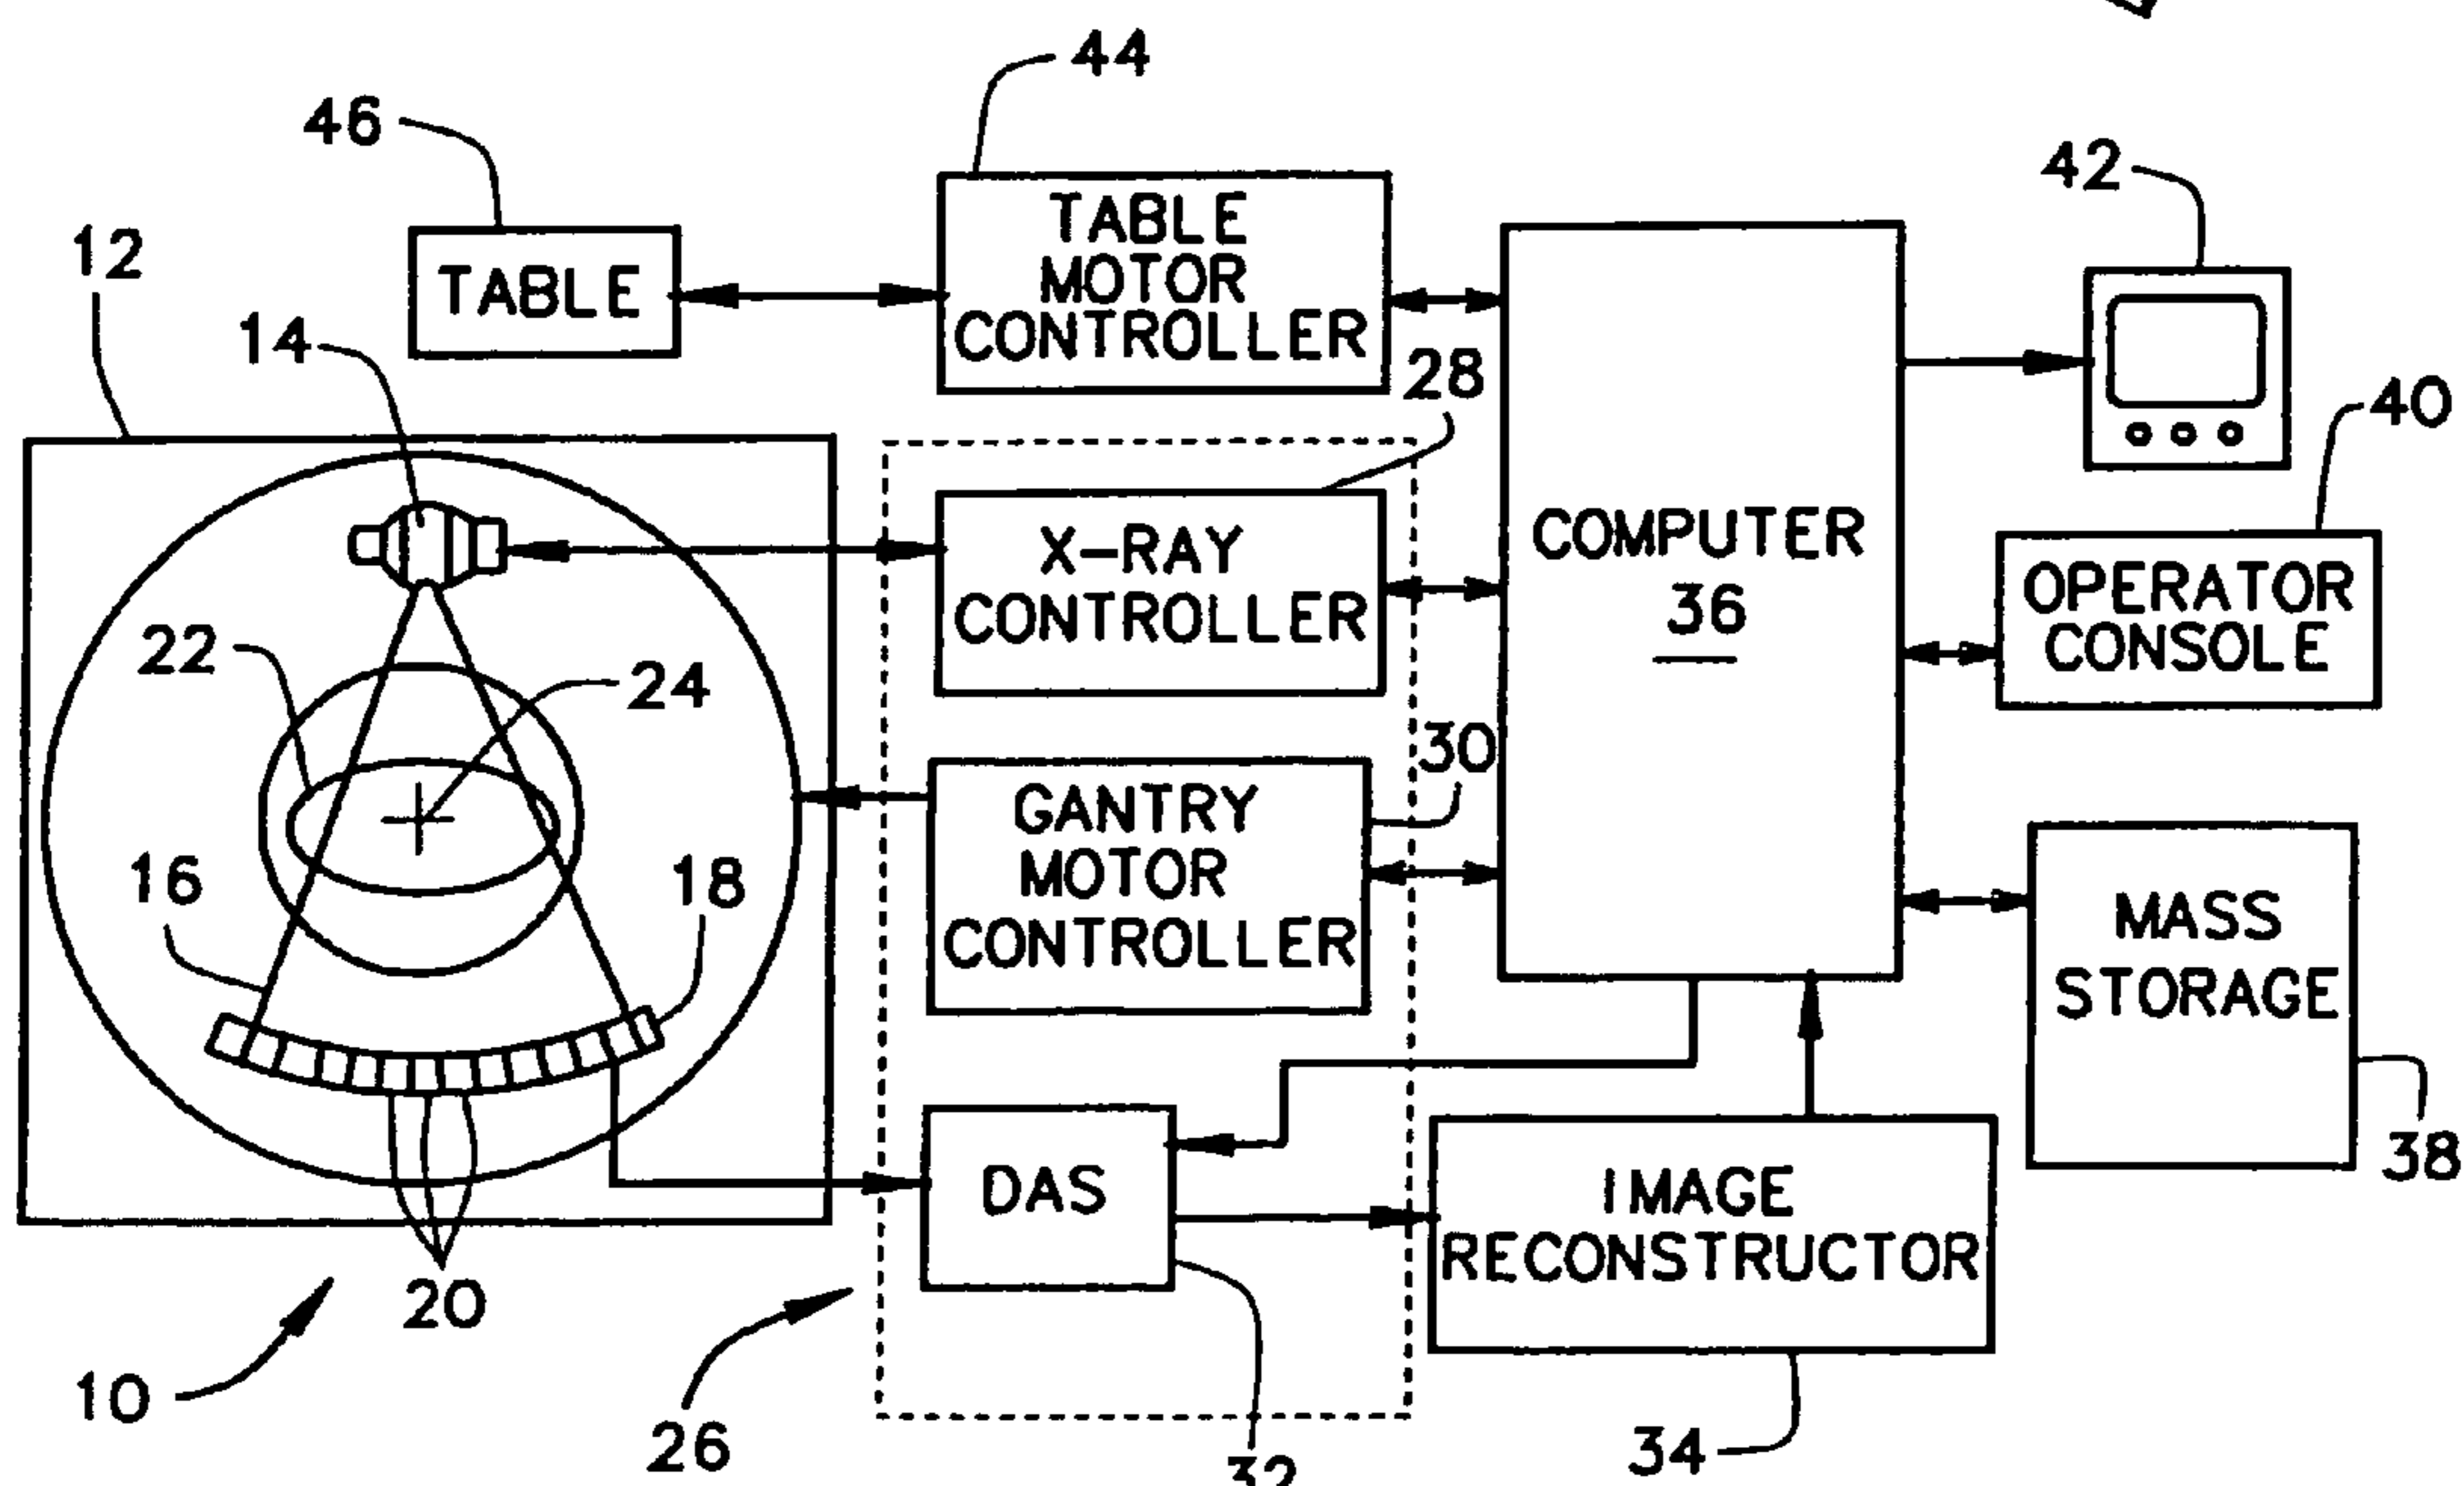 44
46
42
12
TABLE
MOTOR
CONTROLLER
TABLE
14
28
40
X-RAY
CONTROLLER
COMPUTER
36
OPERATOR
CONSOLE
22
24
30
GANTRY
MOTOR
CONTROLLER
16
18
MASS
STORAGE
38
DAS
IMAGE
RECONSTRUCTOR
20
10
26
32
34